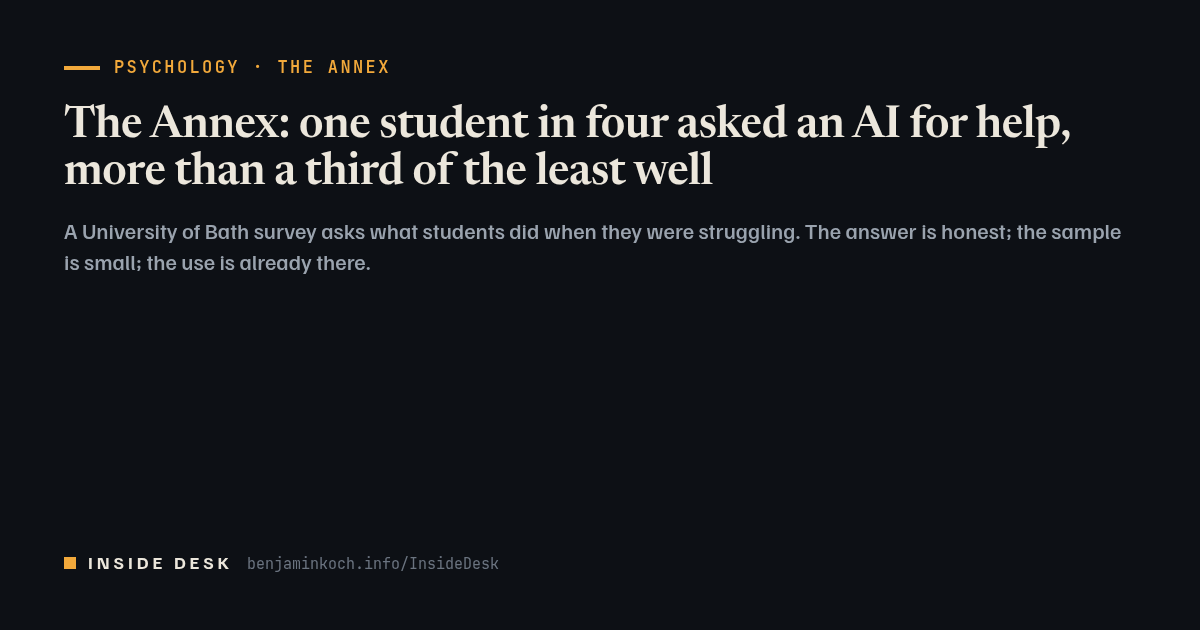 PSYCHOLOGY · THE ANNEX
The Annex: one student in four asked an AI for help,
more than a third of the least well
A University of Bath survey asks what students did when they were struggling. The answer is honest; the sample
is small; the use is already there.
INSIDE DESK benjaminkoch.info/InsideDesk